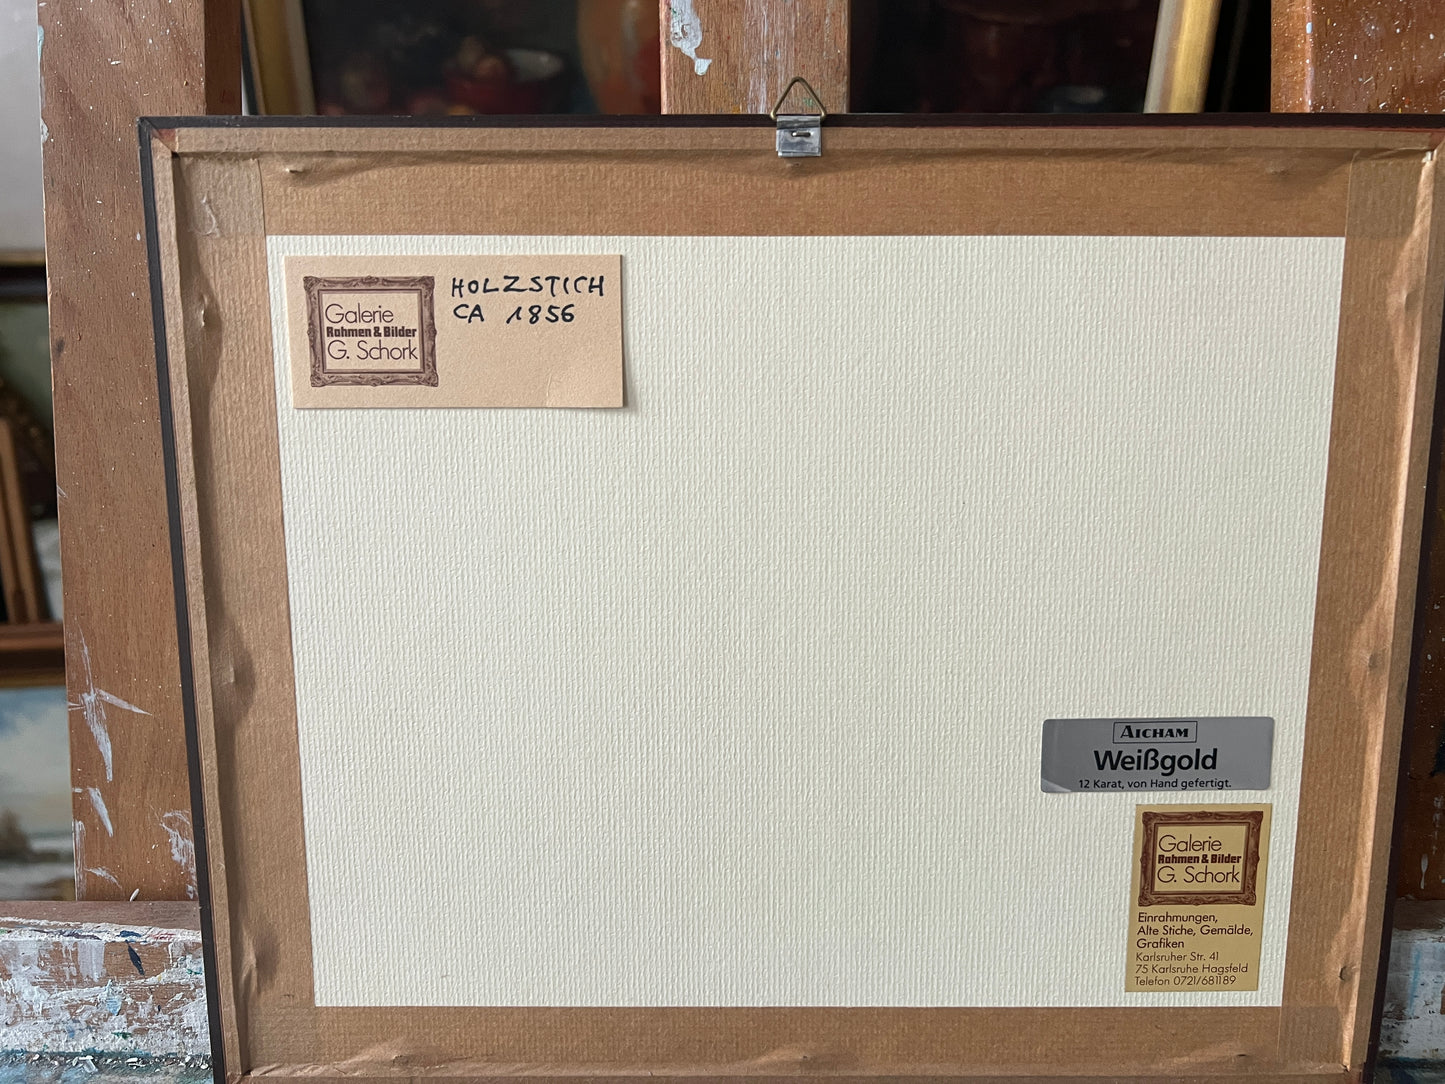 Galerie
Rahmen & Bilder
G. Schork
HOLZSTICH
CA 1856
AICHAM
Weißgold
12 Karat, von Hand gefertigt.
Galerie
Rahmen & Bilder
G. Schork
Einrahmungen,
Alte Stiche, Gemälde,
Grafiken
Karlsruher Str. 41
75 Karlsruhe Hagsfeld
Telefon 0721/681189